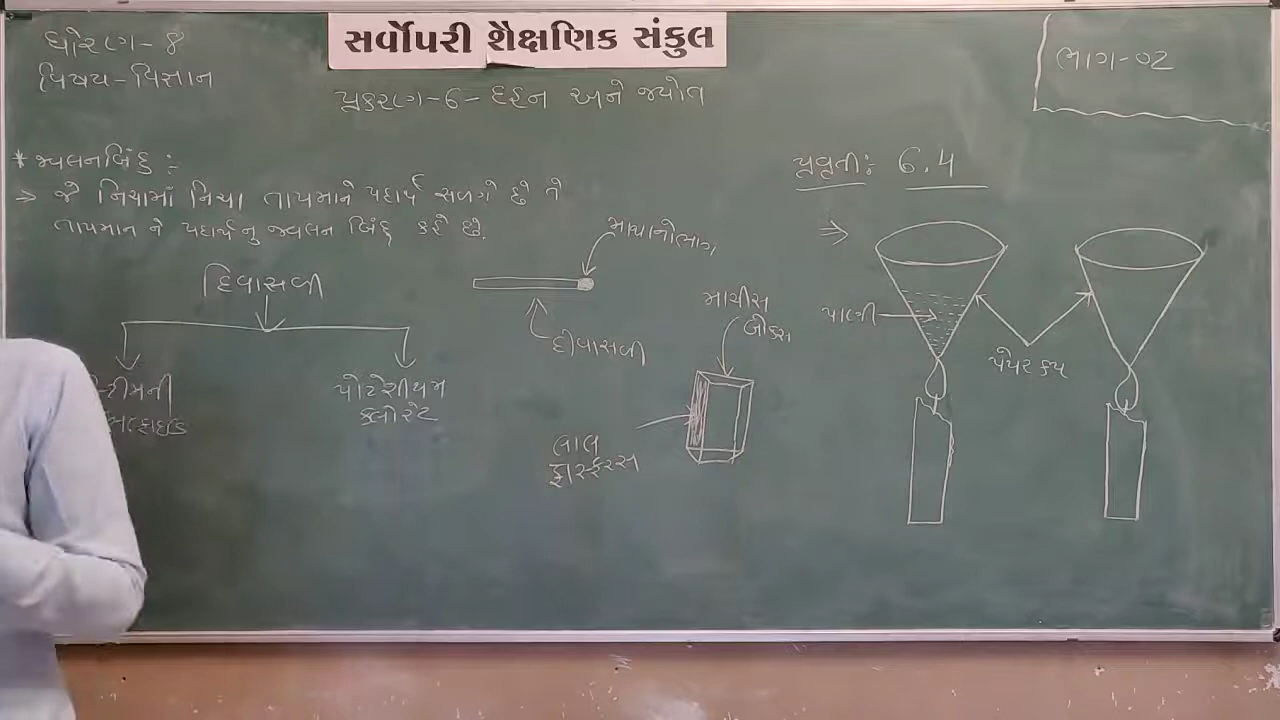 સર્વોપરી શૈક્ષણિક સંકુલ
ધોરણ-8
વિષય-વિજ્ઞાન
પ્રકરણ-6-દહન અને જ્યોત
ભાગ-02
* જ્વલનબિંદુ :-
⇒ જે નિચામાં નિચા તાપમાને પદાર્થ સળગે છે તે
તાપમાન ને પદાર્થનુ જ્વલન બિંદુ કહે છે.
દિવાસળી
પોટેશીયમ
ક્લોરેટ
માથાનોભાગ
દીવાસળી
માચીસ
બોક્સ
લાલ
ફોસ્ફરસ
પ્રવૃતી: 6.4
પાણી
પેપર કપ